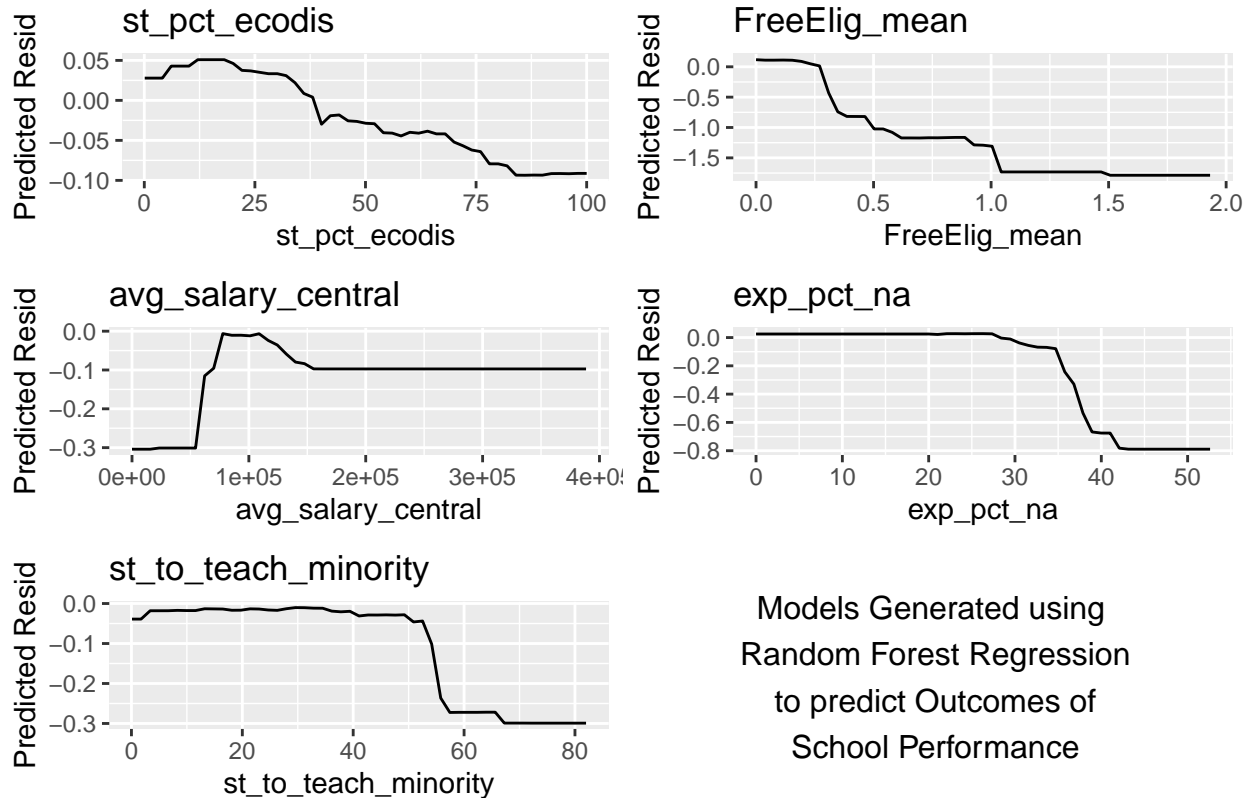 st_pct_ecodis
Predicted Resid
0.05
0.00
−0.05
−0.10
0 25 50 75 100
st_pct_ecodis
FreeElig_mean
Predicted Resid
0.0
−0.5
−1.0
−1.5
0.0 0.5 1.0 1.5 2.0
FreeElig_mean
avg_salary_central
Predicted Resid
0.0
−0.1
−0.2
−0.3
0e+00 1e+05 2e+05 3e+05 4e+0
avg_salary_central
exp_pct_na
Predicted Resid
0.0
−0.2
−0.4
−0.6
−0.8
0 10 20 30 40 50
exp_pct_na
st_to_teach_minority
Predicted Resid
0.0
−0.1
−0.2
−0.3
0 20 40 60 80
st_to_teach_minority
Models Generated using
Random Forest Regression
to predict Outcomes of
School Performance